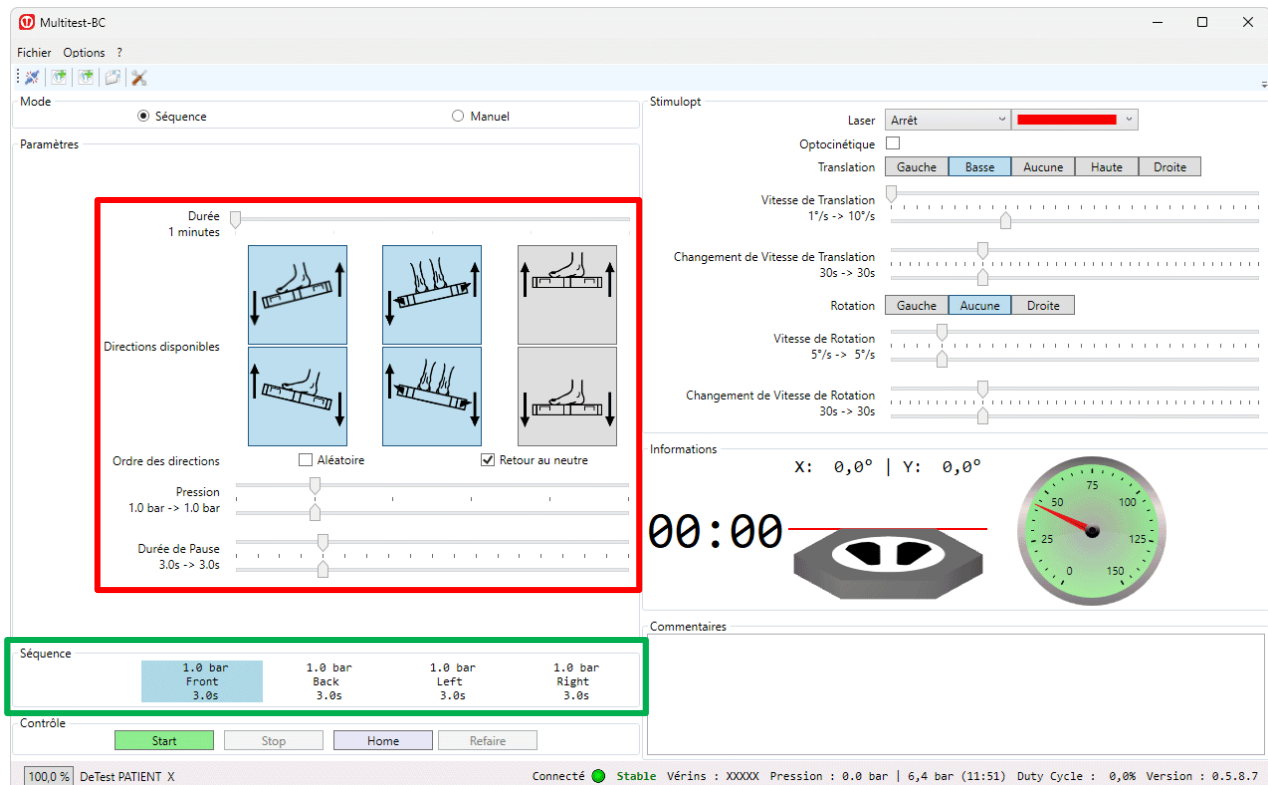 Multitest-BC
Fichier Options ?
Mode
Séquence Manuel
Paramètres
Durée
1 minutes
Directions disponibles
Ordre des directions Aléatoire Retour au neutre
Pression
1.0 bar -> 1.0 bar
Durée de Pause
3.0s -> 3.0s
Séquence
1.0 bar 1.0 bar 1.0 bar 1.0 bar
Front Back Left Right
3.0s 3.0s 3.0s 3.0s
Contrôle
Start Stop Home Refaire
Stimulopt
Laser Arrêt
Optocinétique
Translation Gauche Basse Aucune Haute Droite
Vitesse de Translation
1°/s -> 10°/s
Changement de Vitesse de Translation
30s -> 30s
Rotation Gauche Aucune Droite
Vitesse de Rotation
5°/s -> 5°/s
Changement de Vitesse de Rotation
30s -> 30s
Informations
X: 0,0° | Y: 0,0°
00:00
0 25 50 75 100 125 150
Commentaires
100,0 % DeTest PATIENT X Connecté Stable Vérins : XXXXX Pression : 0.0 bar | 6,4 bar (11:51) Duty Cycle : 0,0% Version : 0.5.8.7